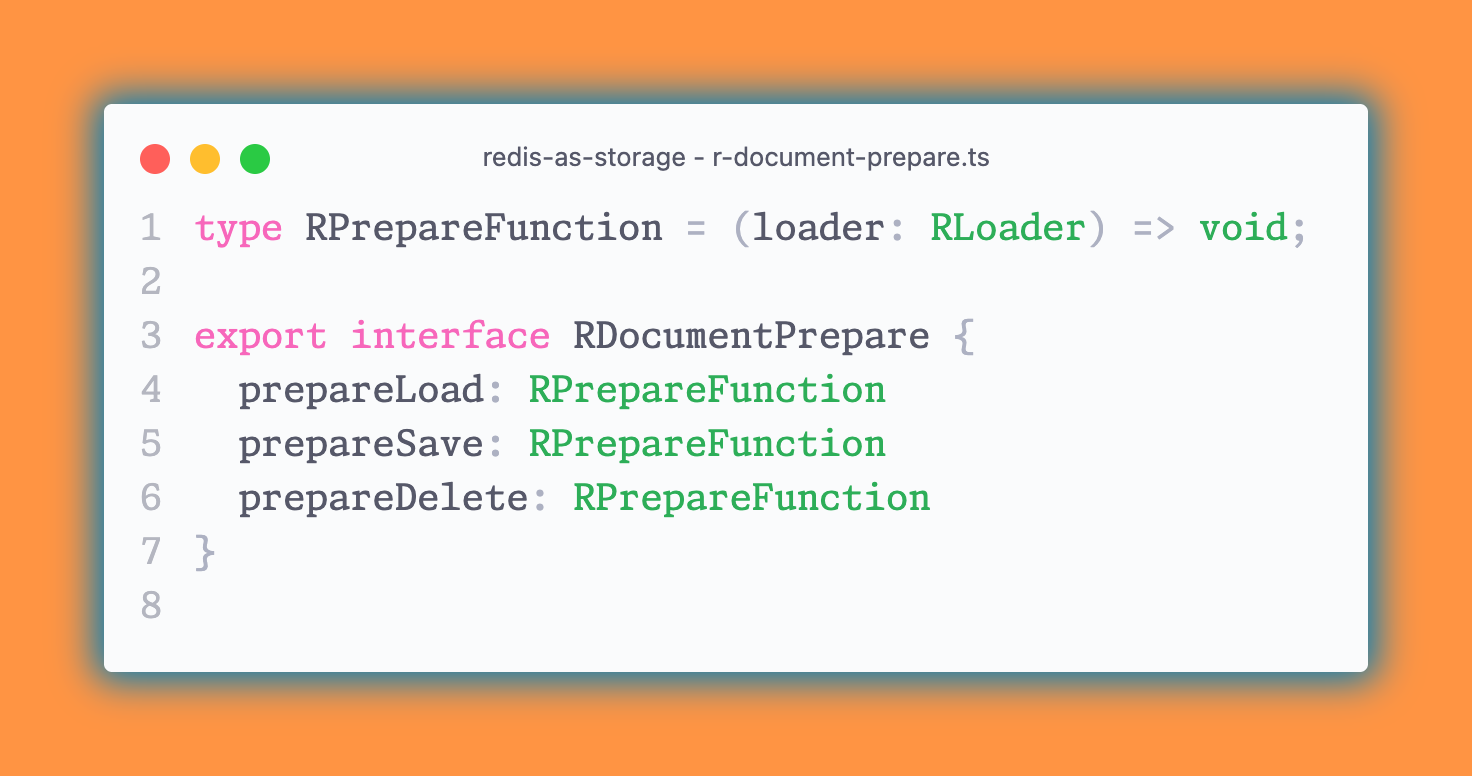 redis-as-storage - r-document-prepare.ts
1 type RPrepareFunction = (loader: RLoader) => void;
2
3 export interface RDocumentPrepare {
4   prepareLoad: RPrepareFunction
5   prepareSave: RPrepareFunction
6   prepareDelete: RPrepareFunction
7 }
8